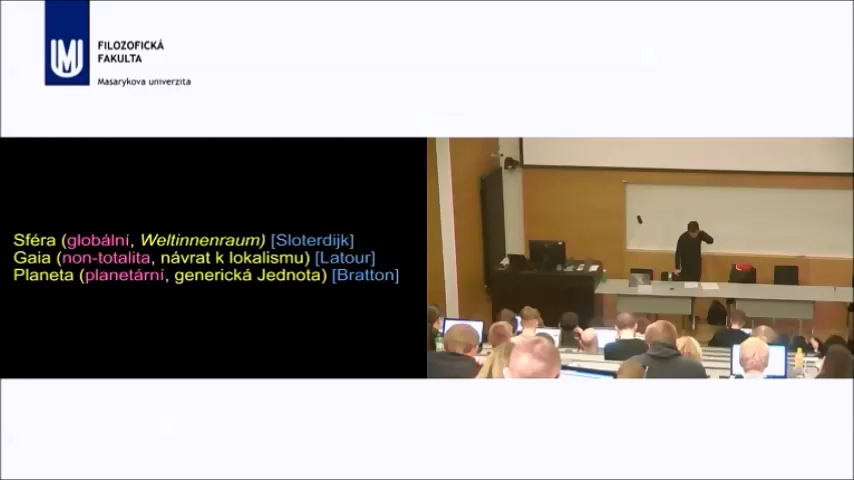 FILOZOFICKÁ
FAKULTA
Masarykova univerzita
Sféra (globální, Weltinnenraum) [Sloterdijk]
Gaia (non-totalita, návrat k lokalismu) [Latour]
Planeta (planetární, generická Jednota) [Bratton]